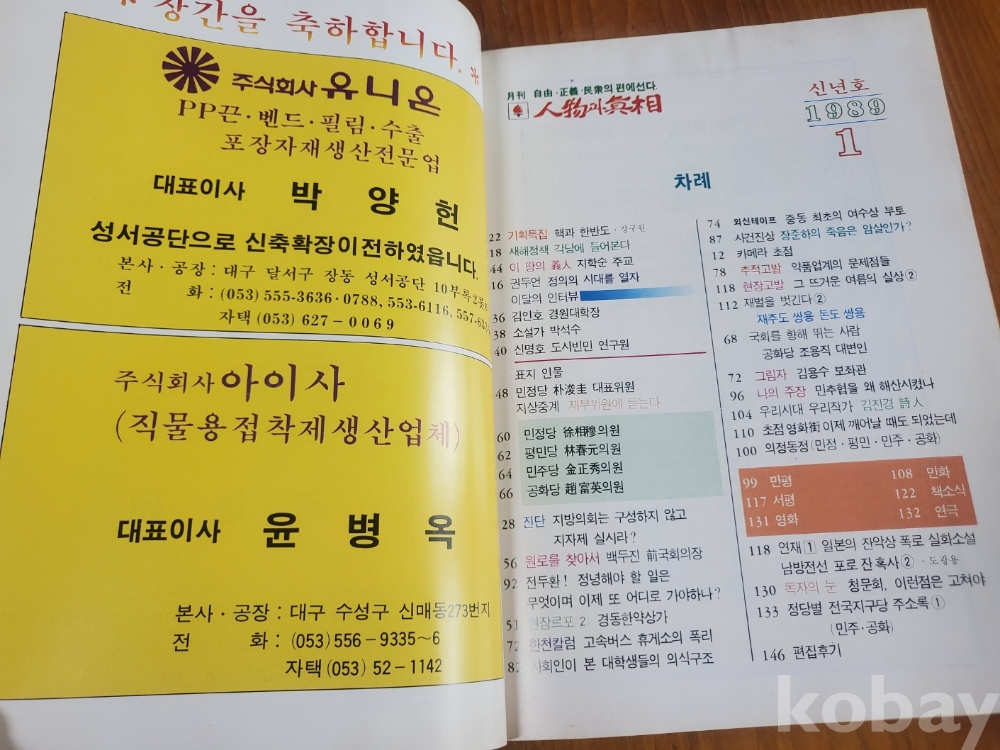 창간을 축하합니다.
주식회사 유니온
PP끈·벤드·필림·수출
포장자재생산전문업
대표이사 박양헌
성서공단으로 신축확장이전하였읍니다.
본사·공장 : 대구 달서구 장동 성서공단 10부록2롯트
전 화 : (053) 555-3636·0788, 553-6116, 557-6
자택 (053) 627-0069
주식회사 아이사
(직물용접착제생산업체)
대표이사 윤병옥
본사·공장 : 대구 수성구 신매동273번지
전 화 : (053) 556-9335~6
자택 (053) 52-1142
月刊 自由·正義·民衆의 편에선다.
人物과 眞相
신년호
1989
1
차례
22 기획특집 핵과 한반도·강구원
18 새해정책 각당에 들어본다
44 이 땅의 義人 지학순 주교
16 권두언 정의의 시대를 열자
이달의 인터뷰
36 김인호 경원대학장
38 소설가 박석수
40 신명호 도시빈민 연구원
표지 인물
48 민정당 朴浚圭 대표위원
지상중계 재무위원에 듣는다
60 민정당 徐相穆의원
62 평민당 林春元의원
64 민주당 金正秀의원
66 공화당 趙富英의원
28 진단 지방의회는 구성하지 않고
지자제 실시라?
56 원로를 찾아서 백두진 前국회의장
92 전두환! 정녕해야 할 일은
무엇이며 이제 또 어디로 가야하나?
51 현장르포 ② 경동한약상가
72 한천칼럼 고속버스 휴게소의 폭리
82 사회인이 본 대학생들의 의식구조
74 외신테이프 중동 최초의 여수상 부토
87 사건진상 장준하의 죽음은 암살인가?
12 카메라 초점
78 추적고발 약품업계의 문제점들
118 현장고발 그 뜨거운 여름의 실상②
112 재벌을 벗긴다②
재주도 쌍용 돈도 쌍용
68 국회를 향해 뛰는 사람
공화당 조용직 대변인
72 그림자 김용수 보좌관
96 나의 주장 민추협을 왜 해산시켰나
104 우리시대 우리작가 김진경 詩人
110 초점 영화街 이제 깨어날 때도 되었는데
100 의정동정 (민정·평민·민주·공화)
99 만평 108 만화
117 서평 122 책소식
131 영화 132 연극
118 연재① 일본의 잔악상 폭로 실화소설
남방전선 포로 잔혹사②·도광용
130 독자의 눈 청문회, 이런점은 고쳐야
133 정당별 전국지구당 주소록①
(민주·공화)
146 편집후기
kobay